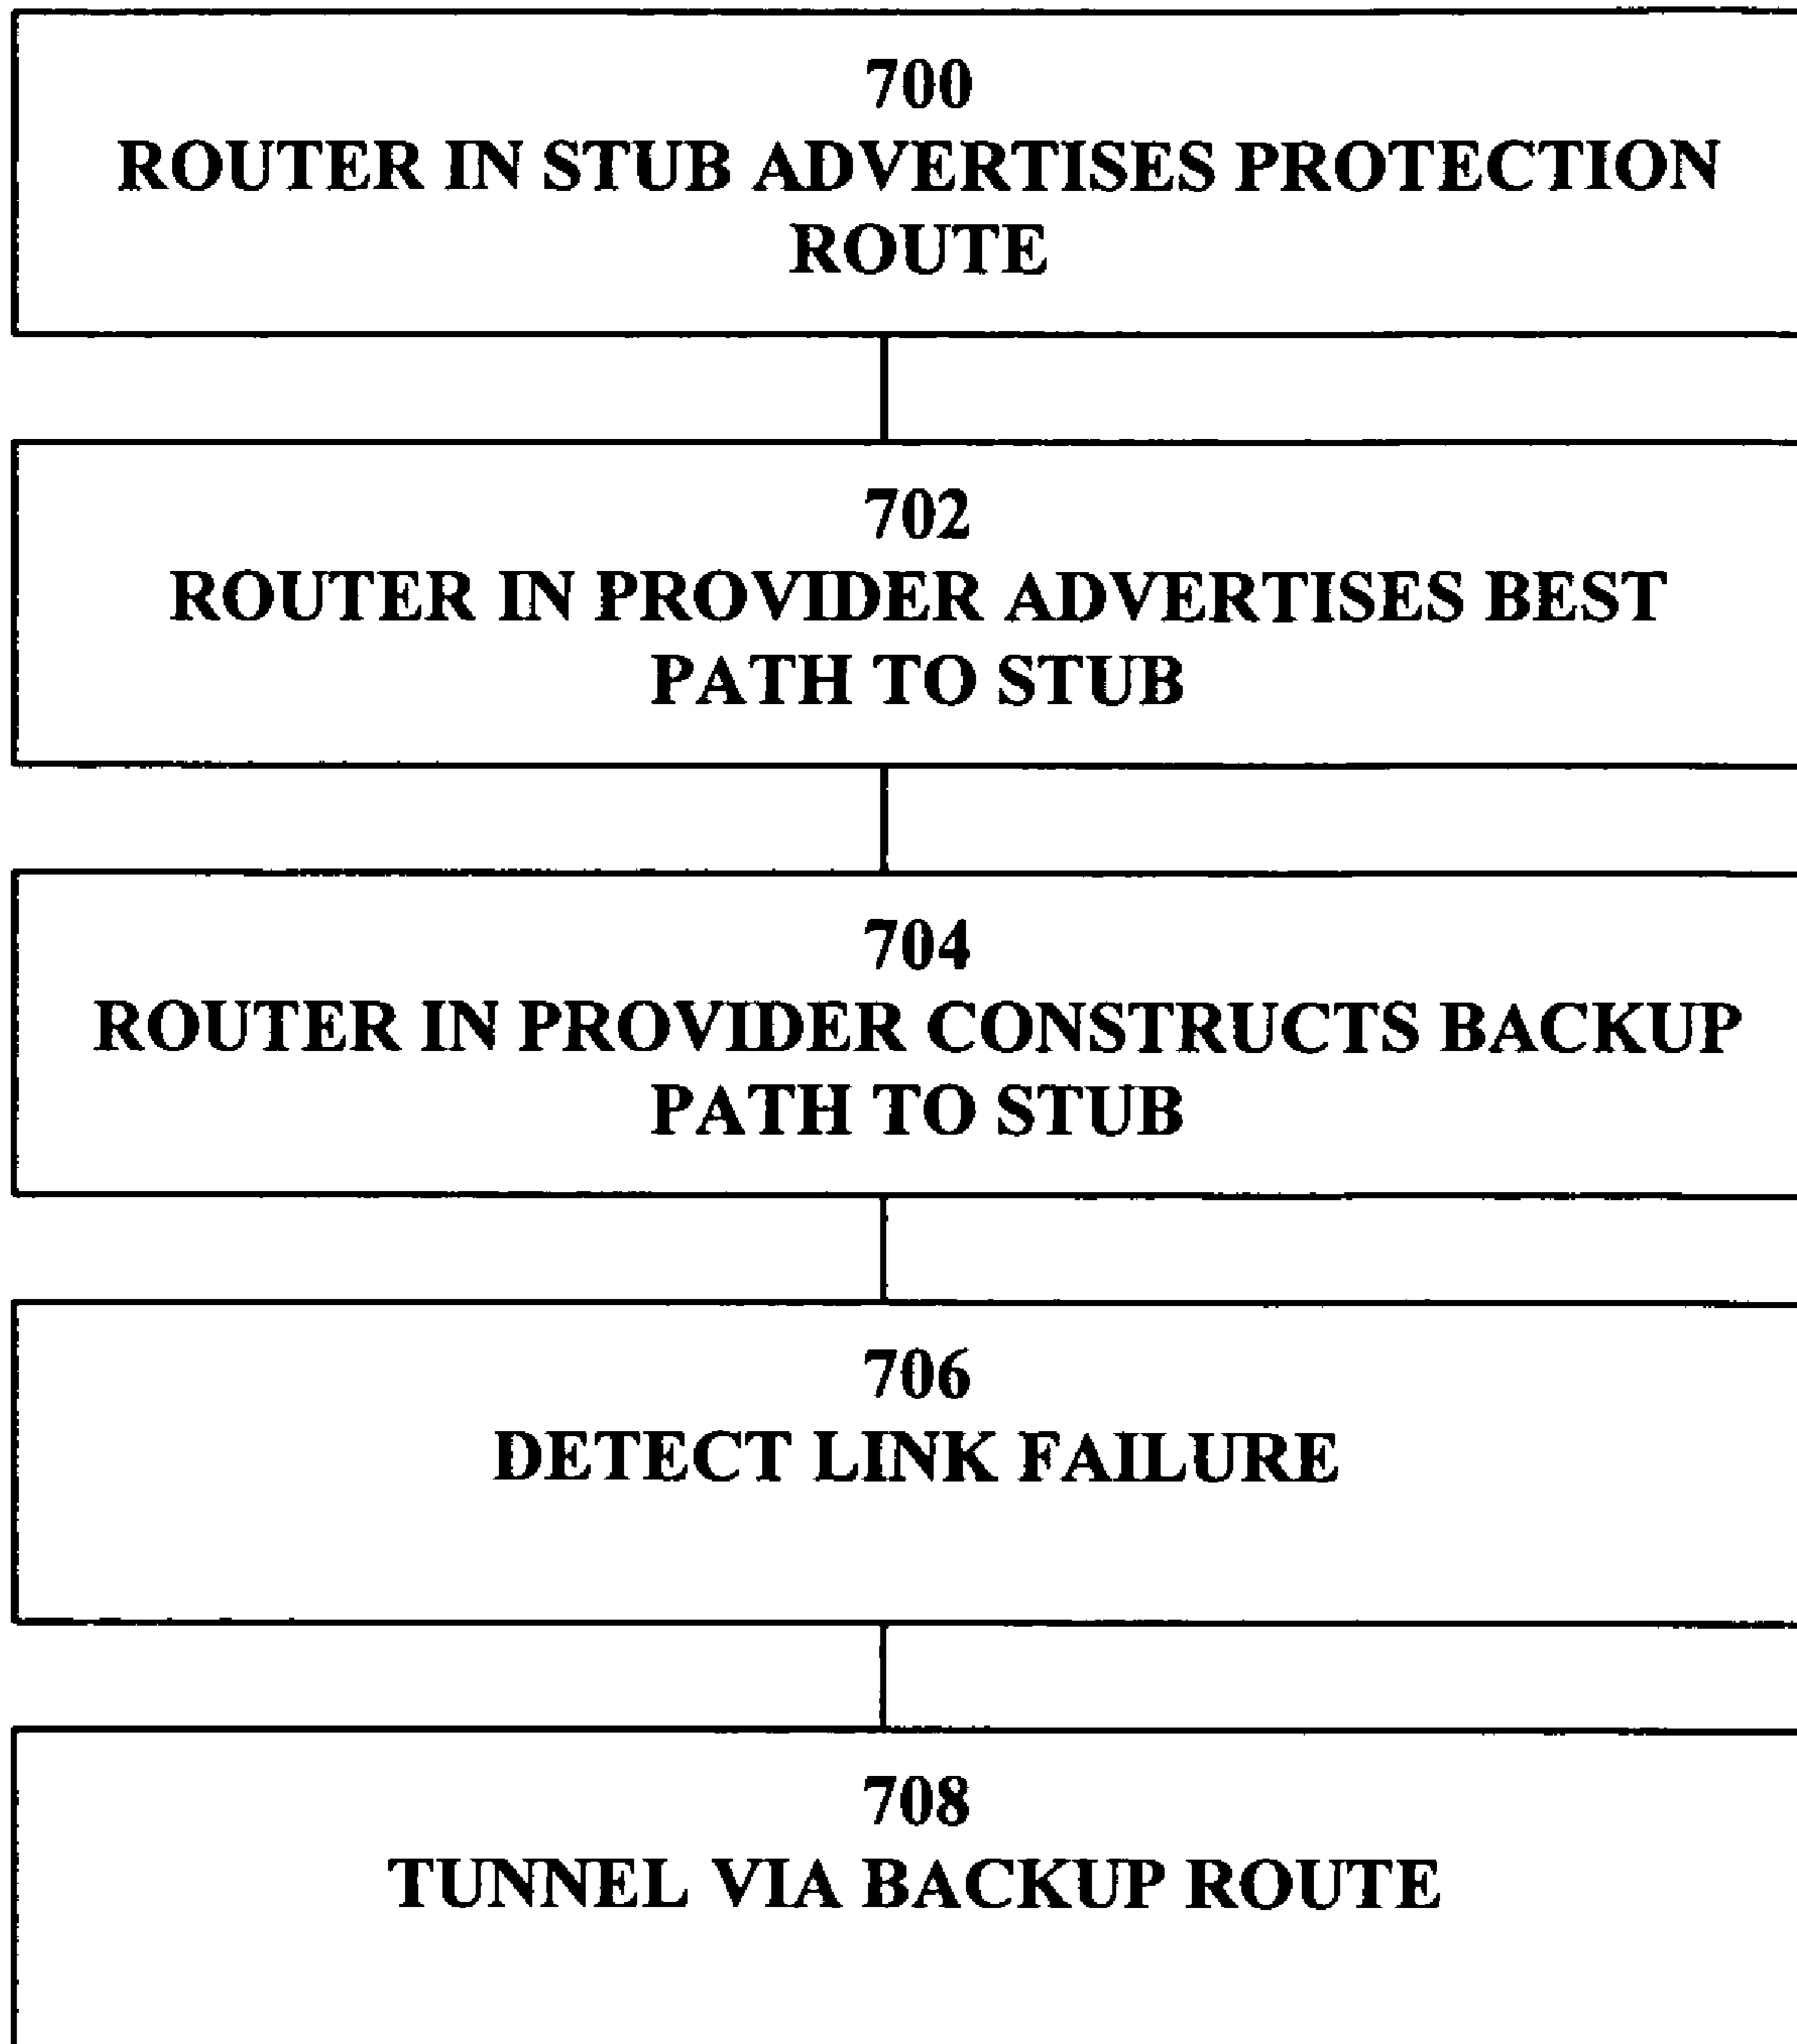 700
ROUTER IN STUB ADVERTISES PROTECTION
ROUTE
702
ROUTER IN PROVIDER ADVERTISES BEST
PATH TO STUB
704
ROUTER IN PROVIDER CONSTRUCTS BACKUP
PATH TO STUB
706
DETECT LINK FAILURE
708
TUNNEL VIA BACKUP ROUTE